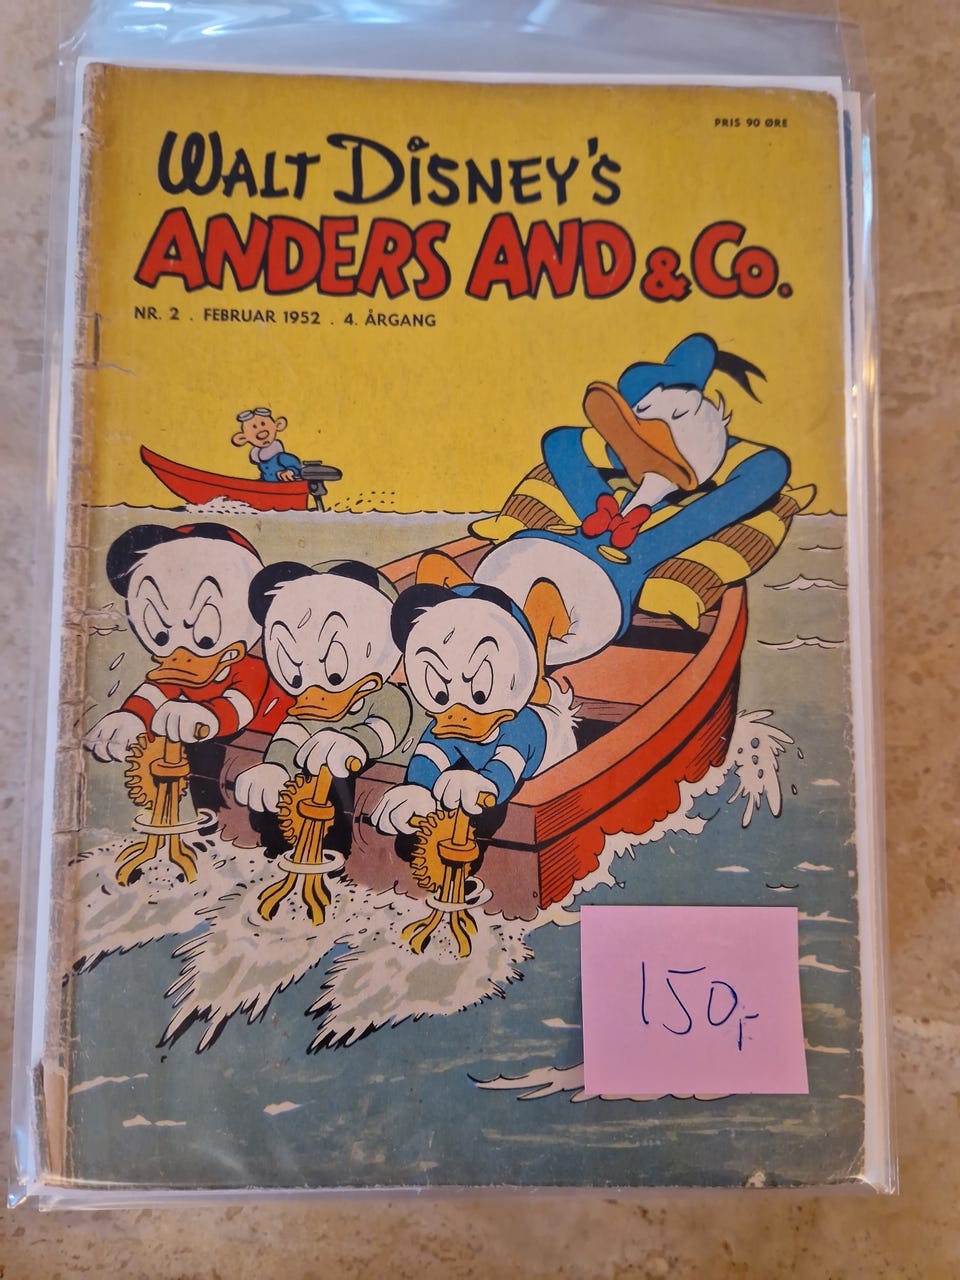 PRIS 90 ØRE
WALT DISNEY'S
ANDERS AND & Co.
NR. 2 . FEBRUAR 1952 . 4. ÅRGANG
150,-